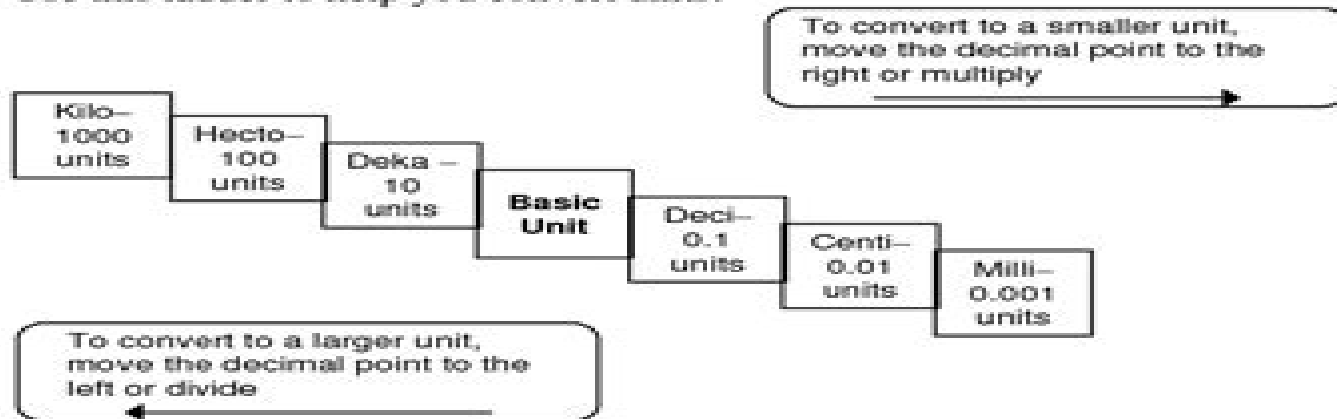 To convert to a smaller unit,
move the decimal point to the
right or multiply
Kilo–
1000
units
Hecto–
100
units
Deka –
10
units
Basic
Unit
Deci–
0.1
units
Centi–
0.01
units
Milli–
0.001
units
To convert to a larger unit,
move the decimal point to the
left or divide